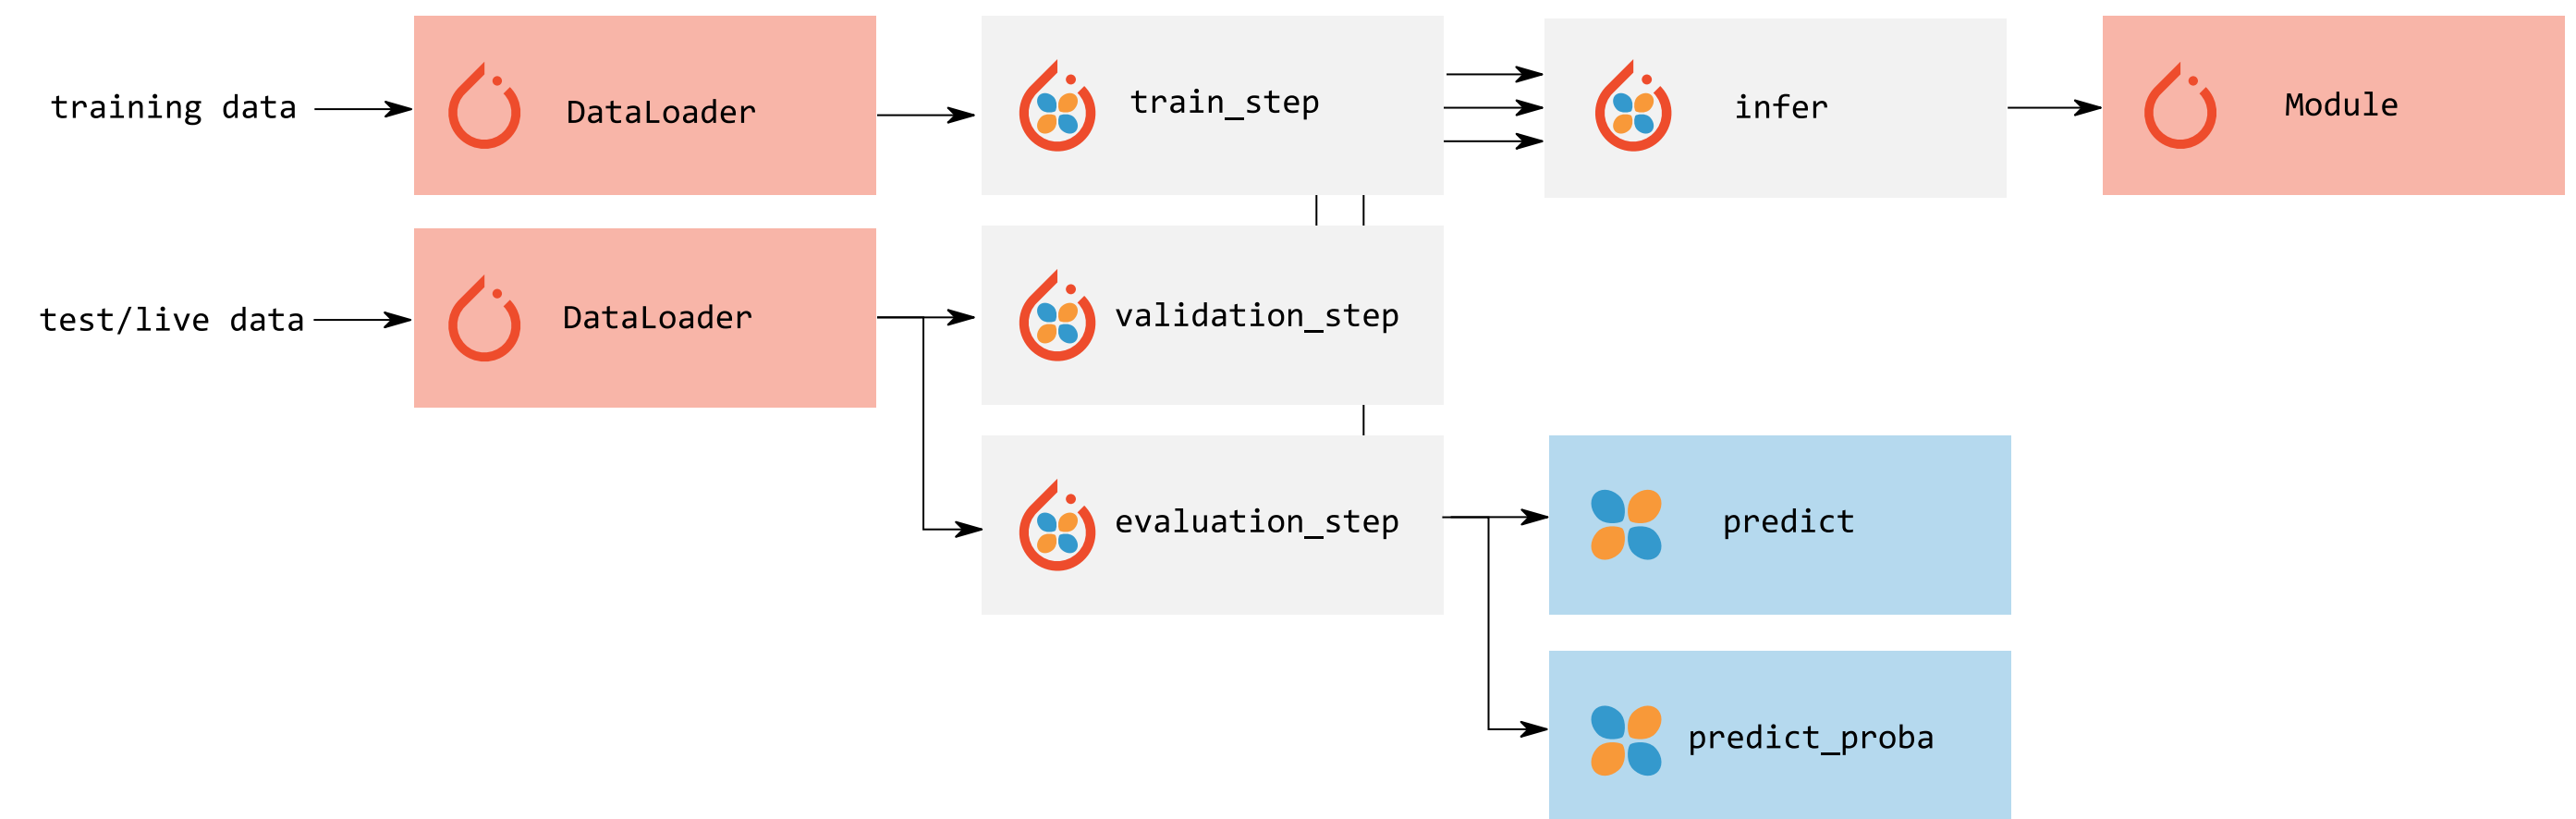 training data
DataLoader
train_step
infer
Module
test/live data
DataLoader
validation_step
evaluation_step
predict
predict_proba